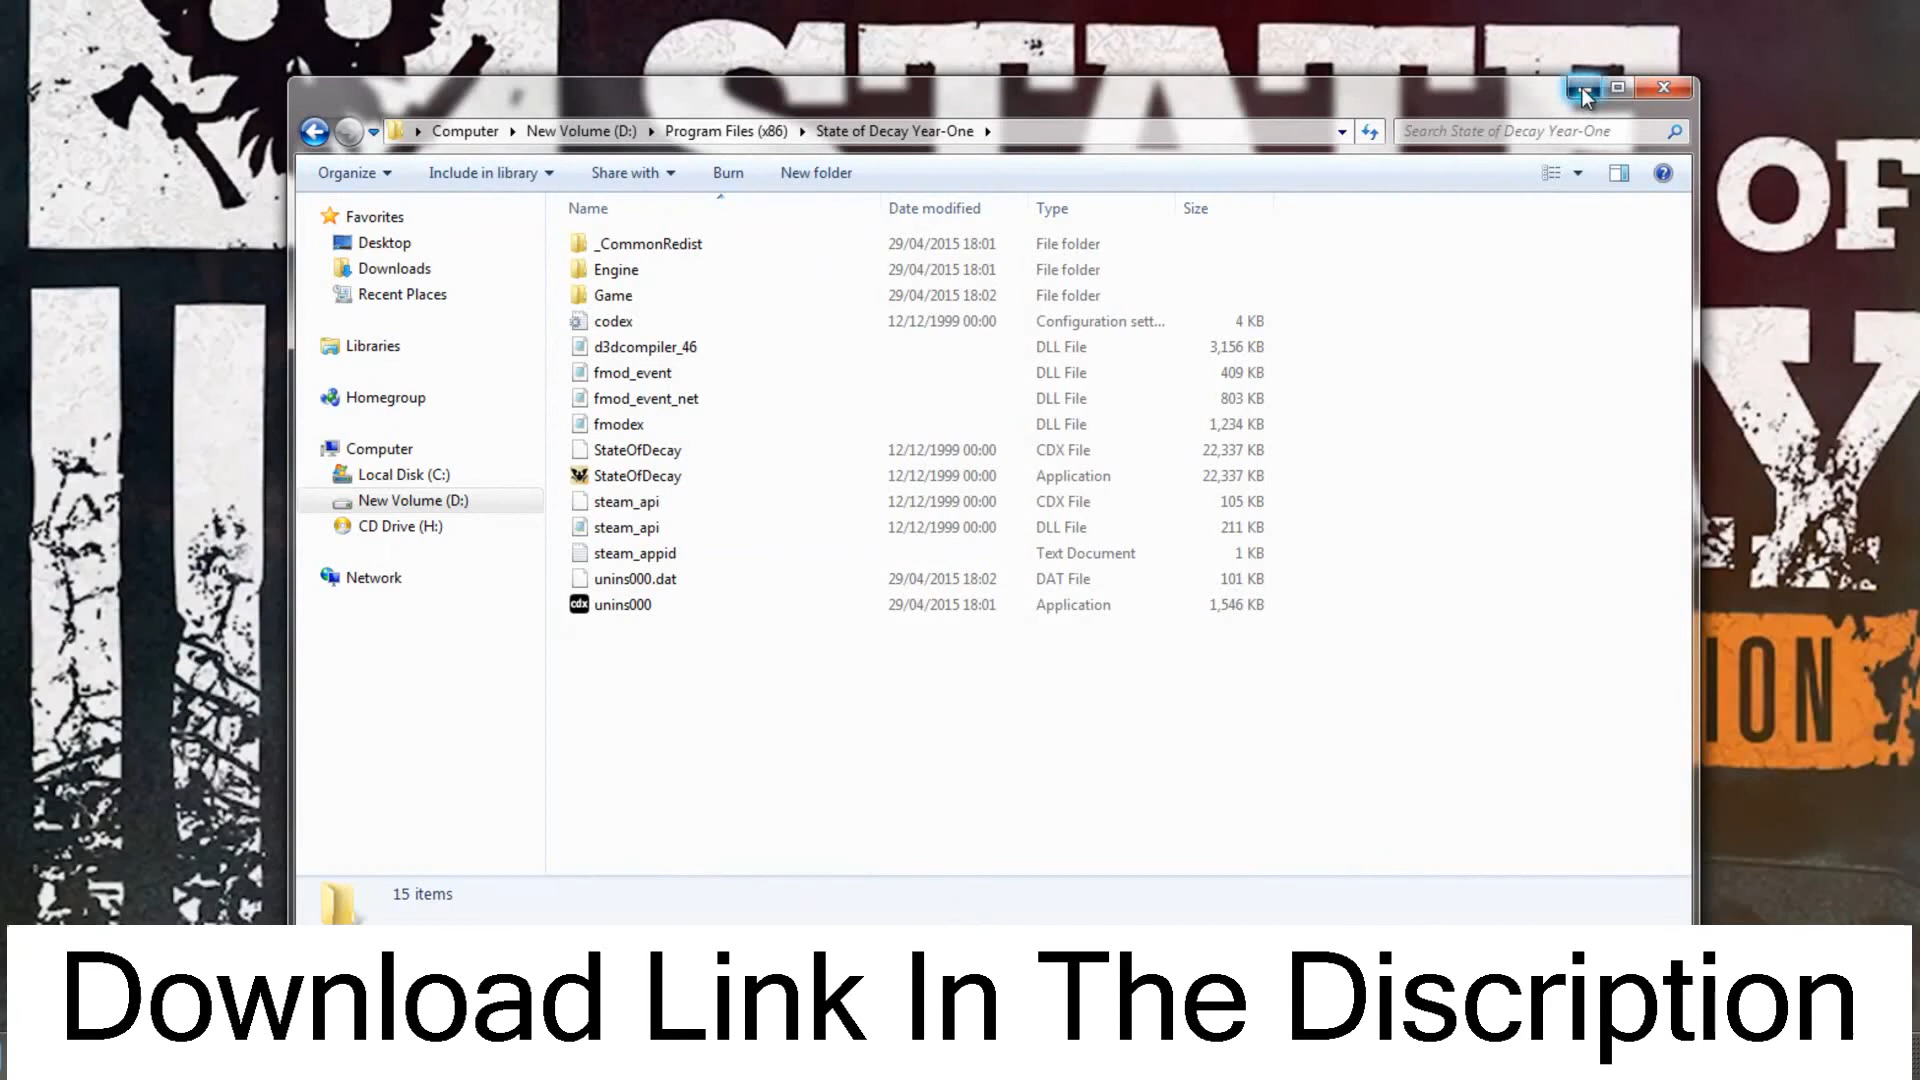 STATE
OF
Y
ION
Computer New Volume (D:) Program Files (x86) State of Decay Year-One
Search State of Decay Year-One
Organize Include in library Share with Burn New folder
Name Date modified Type Size
Favorites
Desktop
Downloads
Recent Places
Libraries
Homegroup
Computer
Local Disk (C:)
New Volume (D:)
CD Drive (H:)
Network
_CommonRedist 29/04/2015 18:01 File folder
Engine 29/04/2015 18:01 File folder
Game 29/04/2015 18:02 File folder
codex 12/12/1999 00:00 Configuration sett... 4 KB
d3dcompiler_46 DLL File 3,156 KB
fmod_event DLL File 409 KB
fmod_event_net DLL File 803 KB
fmodex DLL File 1,234 KB
StateOfDecay 12/12/1999 00:00 CDX File 22,337 KB
StateOfDecay 12/12/1999 00:00 Application 22,337 KB
steam_api 12/12/1999 00:00 CDX File 105 KB
steam_api 12/12/1999 00:00 DLL File 211 KB
steam_appid Text Document 1 KB
unins000.dat 29/04/2015 18:02 DAT File 101 KB
cdx unins000 29/04/2015 18:01 Application 1,546 KB
15 items
Download Link In The Discription